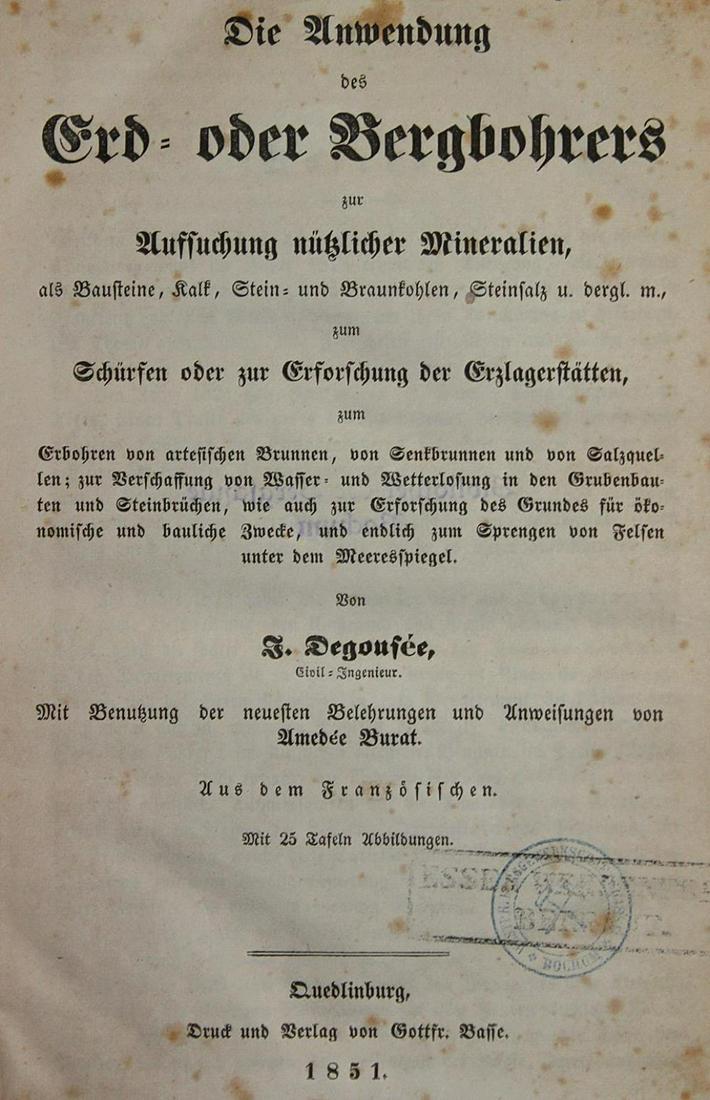 Die Anwendung
des
Erd- oder Bergbohrers
zur
Aufsuchung nützlicher Mineralien,
als Bausteine, Kalk, Stein- und Braunkohlen, Steinsalz u. dergl. m.,
zum
Schürfen oder zur Erforschung der Erzlagerstätten,
zum
Erbohren von artesischen Brunnen, von Senkbrunnen und von Salzquel-
len; zur Verschaffung von Wasser- und Wetterlosung in den Grubenbau-
ten und Steinbrüchen, wie auch zur Erforschung des Grundes für öko-
nomische und bauliche Zwecke, und endlich zum Sprengen von Felsen
unter dem Meeresspiegel.
Von
J. Degousée,
Civil-Ingenieur.
Mit Benutzung der neuesten Belehrungen und Anweisungen von
Amedée Burat.
Aus dem Französischen.
Mit 25 Tafeln Abbildungen.
BOCHUM
Quedlinburg,
Druck und Verlag von Gottfr. Basse.
1851.